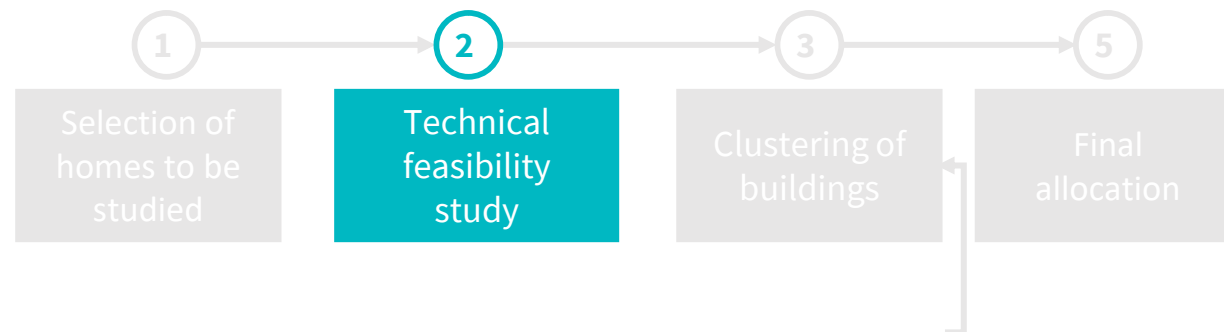 1
2
3
5
Selection of
homes to be
studied
Technical
feasibility
study
Clustering of
buildings
Final
allocation